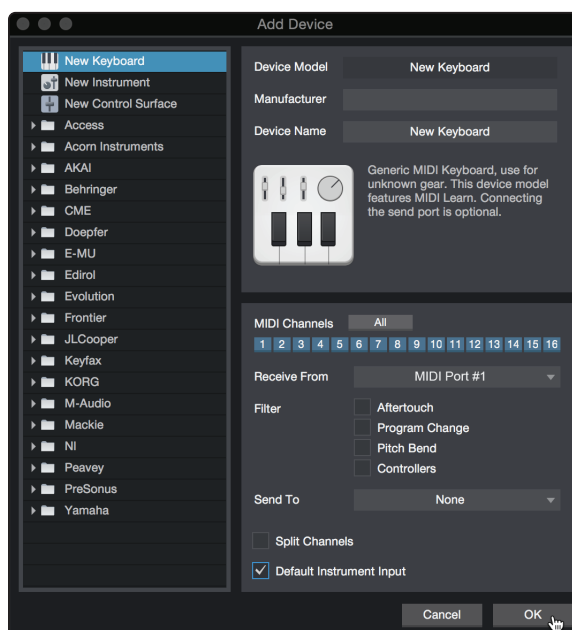 Add Device
New Keyboard
New Instrument
New Control Surface
Access
Acorn Instruments
AKAI
Behringer
CME
Doepfer
E-MU
Edirol
Evolution
Frontier
JLCooper
Keyfax
KORG
M-Audio
Mackie
NI
Peavey
PreSonus
Yamaha
Device Model New Keyboard
Manufacturer
Device Name New Keyboard
Generic MIDI Keyboard, use for
unknown gear. This device model
features MIDI Learn. Connecting
the send port is optional.
MIDI Channels All
1 2 3 4 5 6 7 8 9 10 11 12 13 14 15 16
Receive From MIDI Port #1
Filter Aftertouch
Program Change
Pitch Bend
Controllers
Send To None
Split Channels
Default Instrument Input
Cancel OK